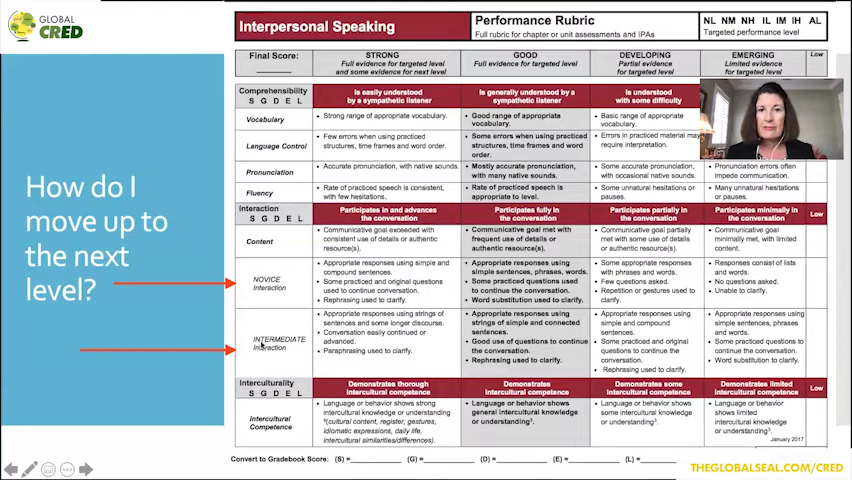 GLOBAL
CRED
How do I
move up to
the next
level?
Interpersonal Speaking
Performance Rubric
Full rubric for chapter or unit assessments and IPAs
NL NM NH IL IM IH AL
Targeted performance level
Final Score:
STRONG
Full evidence for targeted level
and some evidence for next level
GOOD
Full evidence for targeted level
DEVELOPING
Partial evidence
for targeted level
EMERGING
Limited evidence
for targeted level
Low
Comprehensibility
S G D E L
Is easily understood
by a sympathetic listener
Is generally understood by a
sympathetic listener
Is understood
with some difficulty
Vocabulary
• Strong range of appropriate vocabulary.
• Good range of appropriate
vocabulary.
• Basic range of appropriate
vocabulary.
Language Control
• Few errors when using practiced
structures, time frames and word order.
• Some errors when using practiced
structures, time frames and word
order.
• Errors in practiced material may
require interpretation.
Pronunciation
• Accurate pronunciation, with native sounds.
• Mostly accurate pronunciation,
with many native sounds.
• Some accurate pronunciation,
with occasional native sounds.
• Pronunciation errors often
impede communication.
Fluency
• Rate of practiced speech is consistent,
with few hesitations.
• Rate of practiced speech is
appropriate to level.
• Some unnatural hesitations or
pauses.
• Many unnatural hesitations
or pauses.
Interaction
S G D E L
Participates in and advances
the conversation
Participates fully in
the conversation
Participates partially in
the conversation
Participates minimally in
the conversation
Low
Content
• Communicative goal exceeded with
consistent use of details or authentic
resource(s).
• Communicative goal met with
frequent use of details or
authentic resource(s).
• Communicative goal partially
met with some use of details
or authentic resource(s).
• Communicative goal
minimally met, with limited
content.
NOVICE
Interaction
• Appropriate responses using simple and
compound sentences.
• Some practiced and original questions
used to continue conversation.
• Rephrasing used to clarify.
• Appropriate responses using
simple sentences, phrases, words.
• Some practiced questions used
to continue the conversation.
• Word substitution used to clarify.
• Some appropriate responses
with phrases and words.
• Few questions asked.
• Repetition or gestures used to
clarify.
• Responses consist of lists
and words.
• No questions asked.
• Unable to clarify.
INTERMEDIATE
Interaction
• Appropriate responses using strings of
sentences and some longer discourse.
• Conversation easily continued or
advanced.
• Paraphrasing used to clarify.
• Appropriate responses using
strings of simple and connected
sentences.
• Good use of questions to continue
the conversation.
• Rephrasing used to clarify.
• Appropriate responses using
simple and compound
sentences.
• Some practiced and original
questions to continue the
conversation.
• Rephrasing used to clarify.
• Some appropriate responses using
simple sentences, phrases
or words.
• Some practiced questions to
continue the conversation.
• Word substitution to clarify.
Interculturality
S G D E L
Demonstrates thorough
intercultural competence
Demonstrates
intercultural competence
Demonstrates some
intercultural competence
Demonstrates limited
intercultural competence
Low
Intercultural
Competence
• Language or behavior shows strong
intercultural knowledge or understanding
³(cultural content, register, gestures,
idiomatic expressions, daily life,
intercultural similarities/differences).
• Language or behavior shows
general intercultural knowledge
or understanding³.
• Language or behavior shows
some intercultural knowledge or
understanding³.
• Language or behavior
shows limited
intercultural knowledge
or understanding³.
January 2017
Convert to Gradebook Score: (S) =__________ (G) =__________ (D) =__________ (E) =__________ (L) =__________
THEGLOBALSEAL.COM/CRED